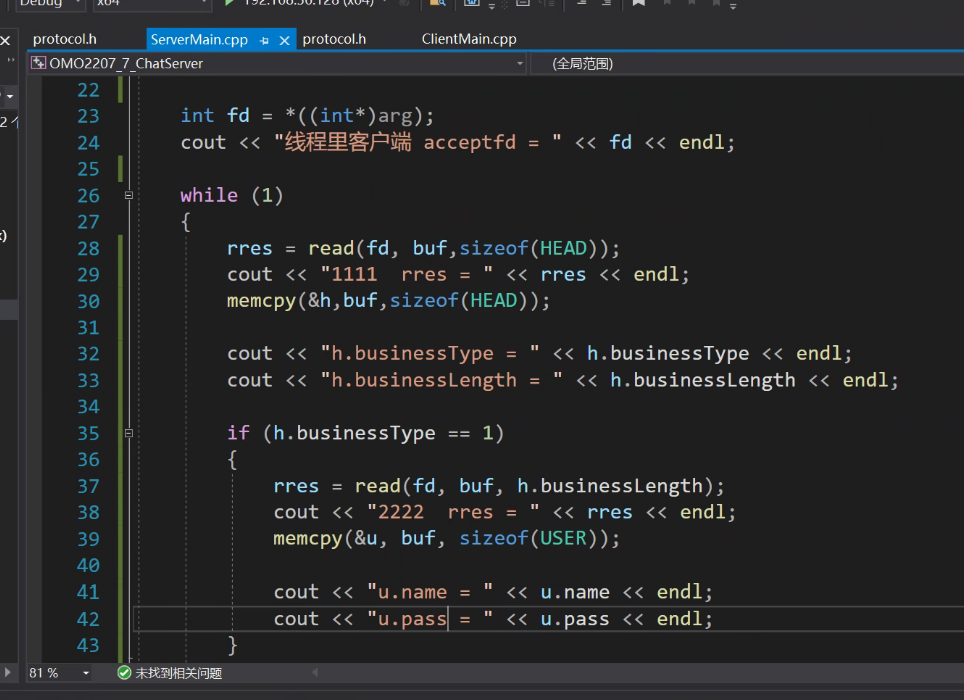 Debug x64 192.168.56.128 (x64)
protocol.h ServerMain.cpp protocol.h ClientMain.cpp
OMO2207_7_ChatServer (全局范围)
22
23 int fd = *((int*)arg);
24 cout << "线程里客户端 acceptfd = " << fd << endl;
25
26 while (1)
27 {
28 rres = read(fd, buf,sizeof(HEAD));
29 cout << "1111  rres = " << rres << endl;
30 memcpy(&h,buf,sizeof(HEAD));
31
32 cout << "h.businessType = " << h.businessType << endl;
33 cout << "h.businessLength = " << h.businessLength << endl;
34
35 if (h.businessType == 1)
36 {
37 rres = read(fd, buf, h.businessLength);
38 cout << "2222  rres = " << rres << endl;
39 memcpy(&u, buf, sizeof(USER));
40
41 cout << "u.name = " << u.name << endl;
42 cout << "u.pass = " << u.pass << endl;
43 }
81 % 未找到相关问题